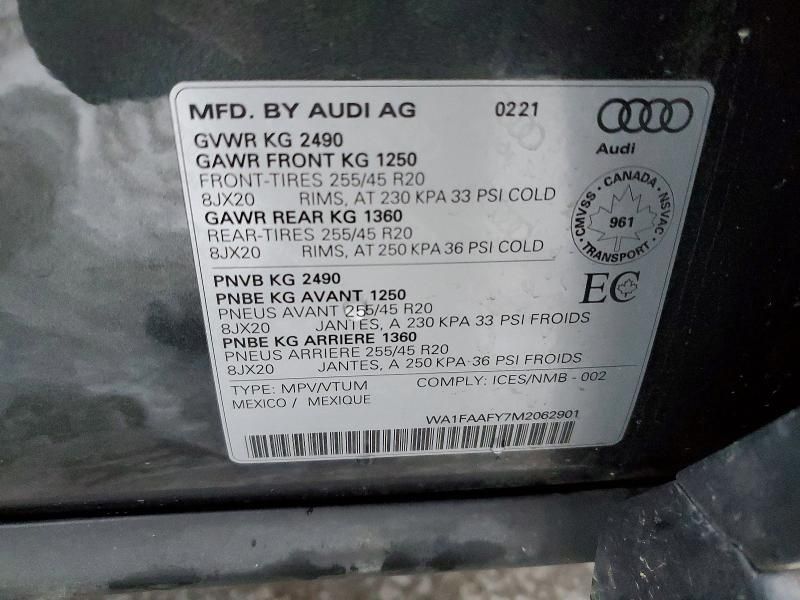 MFD. BY AUDI AG 0221
Audi
GVWR KG 2490
GAWR FRONT KG 1250
FRONT-TIRES 255/45 R20
8JX20 RIMS, AT 230 KPA 33 PSI COLD
GAWR REAR KG 1360
REAR-TIRES 255/45 R20
8JX20 RIMS, AT 250 KPA 36 PSI COLD
CMVSS · CANADA · NSVAC · TRANSPORT ·
961
EC
PNVB KG 2490
PNBE KG AVANT 1250
PNEUS AVANT 255/45 R20
8JX20 JANTES, A 230 KPA 33 PSI FROIDS
PNBE KG ARRIERE 1360
PNEUS ARRIERE 255/45 R20
8JX20 JANTES, A 250 KPA 36 PSI FROIDS
TYPE: MPV/VTUM COMPLY: ICES/NMB - 002
MEXICO / MEXIQUE
WA1FAAFY7M2062901